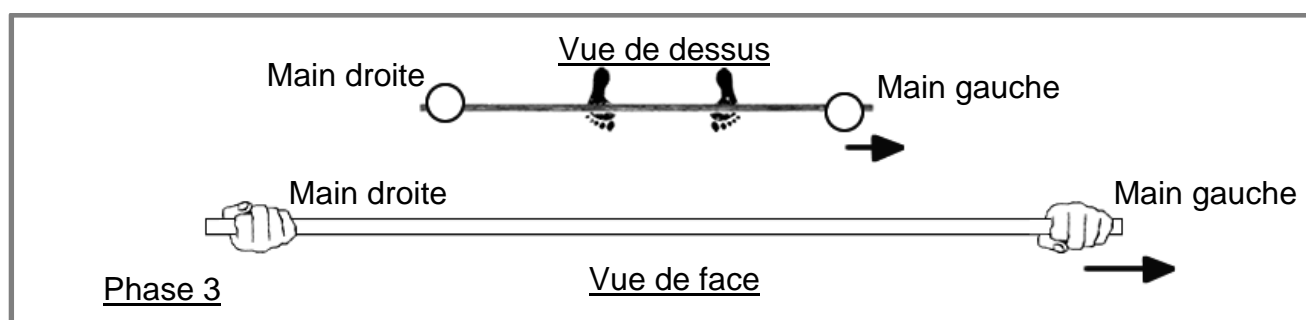 Vue de dessus
Main droite
Main gauche
Main droite
Main gauche
Vue de face
Phase 3